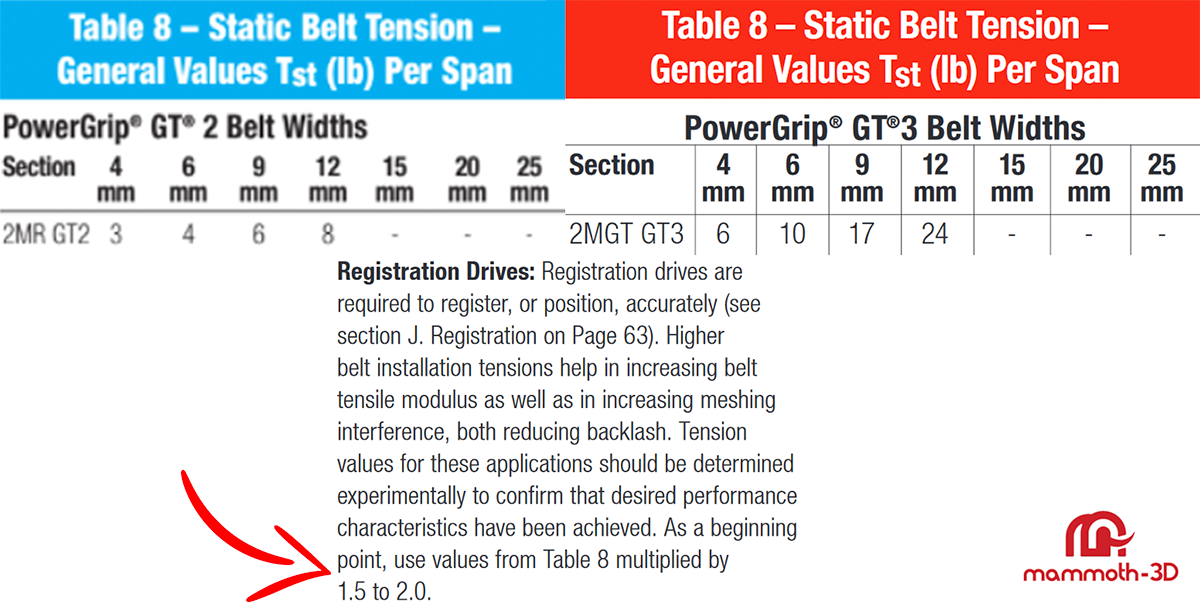 Table 8 – Static Belt Tension –
General Values Tst (lb) Per Span
PowerGrip® GT® 2 Belt Widths
Section 4 mm 6 mm 9 mm 12 mm 15 mm 20 mm 25 mm
2MR GT2 3 4 6 8 - - -
Table 8 – Static Belt Tension –
General Values Tst (lb) Per Span
PowerGrip® GT®3 Belt Widths
Section 4 mm 6 mm 9 mm 12 mm 15 mm 20 mm 25 mm
2MGT GT3 6 10 17 24 - - -
Registration Drives: Registration drives are
required to register, or position, accurately (see
section J. Registration on Page 63). Higher
belt installation tensions help in increasing belt
tensile modulus as well as in increasing meshing
interference, both reducing backlash. Tension
values for these applications should be determined
experimentally to confirm that desired performance
characteristics have been achieved. As a beginning
point, use values from Table 8 multiplied by
1.5 to 2.0.
mammoth-3D